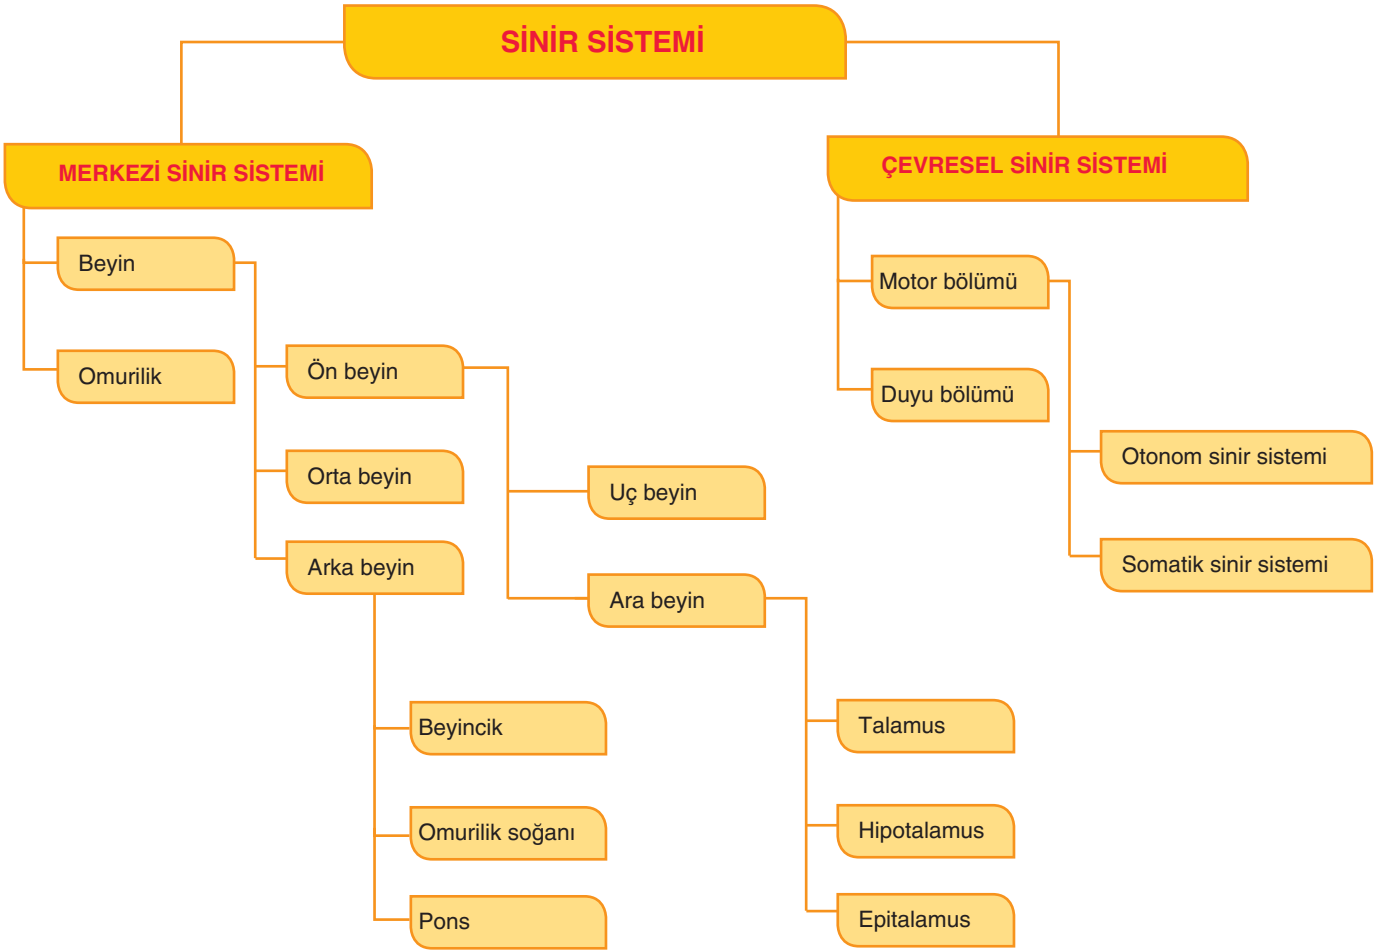 SİNİR SİSTEMİ
MERKEZİ SİNİR SİSTEMİ
Beyin
Omurilik
Ön beyin
Orta beyin
Arka beyin
Uç beyin
Ara beyin
Beyincik
Omurilik soğanı
Pons
Talamus
Hipotalamus
Epitalamus
ÇEVRESEL SİNİR SİSTEMİ
Motor bölümü
Duyu bölümü
Otonom sinir sistemi
Somatik sinir sistemi